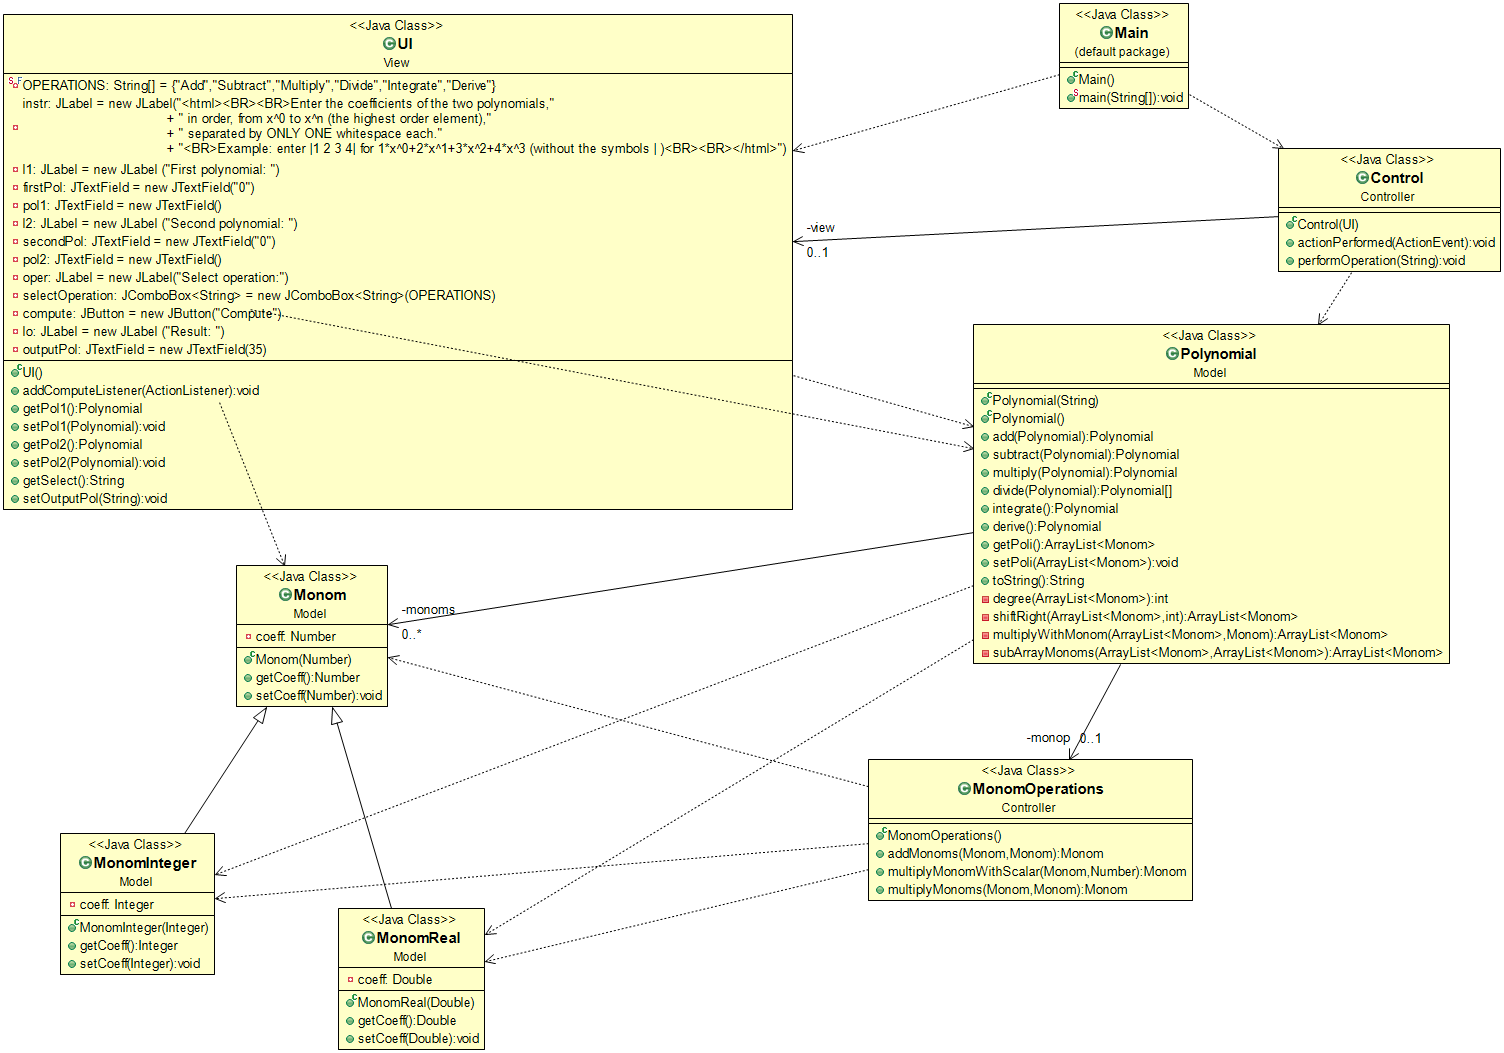 <<Java Class>>
UI
View
OPERATIONS: String[] = {"Add","Subtract","Multiply","Divide","Integrate","Derive"}
instr: JLabel = new JLabel("<html><BR><BR>Enter the coefficients of the two polynomials,"
+ " in order, from x^0 to x^n (the highest order element),"
+ " separated by ONLY ONE whitespace each."
+ "<BR>Example: enter |1 2 3 4| for 1*x^0+2*x^1+3*x^2+4*x^3 (without the symbols | )<BR><BR></html>")
l1: JLabel = new JLabel ("First polynomial: ")
firstPol: JTextField = new JTextField("0")
pol1: JTextField = new JTextField()
l2: JLabel = new JLabel ("Second polynomial: ")
secondPol: JTextField = new JTextField("0")
pol2: JTextField = new JTextField()
oper: JLabel = new JLabel("Select operation:")
selectOperation: JComboBox<String> = new JComboBox<String>(OPERATIONS)
compute: JButton = new JButton("Compute")
lo: JLabel = new JLabel ("Result: ")
outputPol: JTextField = new JTextField(35)
UI()
addComputeListener(ActionListener):void
getPol1():Polynomial
setPol1(Polynomial):void
getPol2():Polynomial
setPol2(Polynomial):void
getSelect():String
setOutputPol(String):void
<<Java Class>>
Main
(default package)
Main()
main(String[]):void
<<Java Class>>
Control
Controller
Control(UI)
actionPerformed(ActionEvent):void
performOperation(String):void
-view
0..1
<<Java Class>>
Polynomial
Model
Polynomial(String)
Polynomial()
add(Polynomial):Polynomial
subtract(Polynomial):Polynomial
multiply(Polynomial):Polynomial
divide(Polynomial):Polynomial[]
integrate():Polynomial
derive():Polynomial
getPoli():ArrayList<Monom>
setPoli(ArrayList<Monom>):void
toString():String
degree(ArrayList<Monom>):int
shiftRight(ArrayList<Monom>,int):ArrayList<Monom>
multiplyWithMonom(ArrayList<Monom>,Monom):ArrayList<Monom>
subArrayMonoms(ArrayList<Monom>,ArrayList<Monom>):ArrayList<Monom>
<<Java Class>>
Monom
Model
coeff: Number
Monom(Number)
getCoeff():Number
setCoeff(Number):void
-monoms
0..*
-monop 0..1
<<Java Class>>
MonomOperations
Controller
MonomOperations()
addMonoms(Monom,Monom):Monom
multiplyMonomWithScalar(Monom,Number):Monom
multiplyMonoms(Monom,Monom):Monom
<<Java Class>>
MonomInteger
Model
coeff: Integer
MonomInteger(Integer)
getCoeff():Integer
setCoeff(Integer):void
<<Java Class>>
MonomReal
Model
coeff: Double
MonomReal(Double)
getCoeff():Double
setCoeff(Double):void